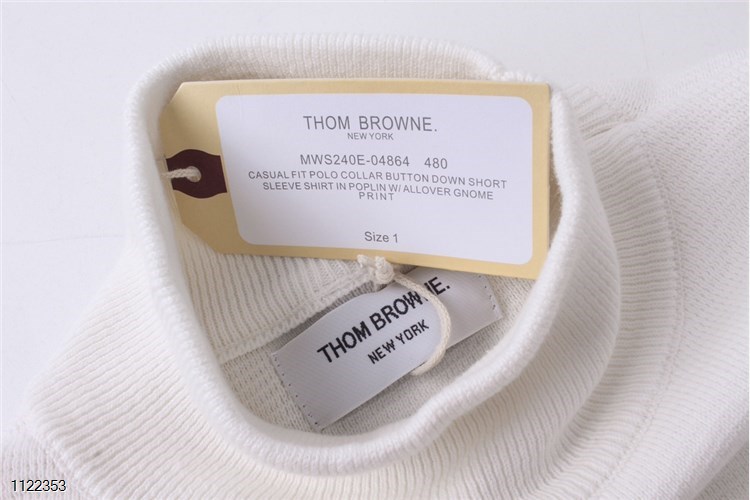 THOM BROWNE.
NEW YORK
MWS240E-04864 480
CASUAL FIT POLO COLLAR BUTTON DOWN SHORT
SLEEVE SHIRT IN POPLIN W/ ALLOVER GNOME
PRINT
Size 1
THOM BROWNE.
NEW YORK
1122353